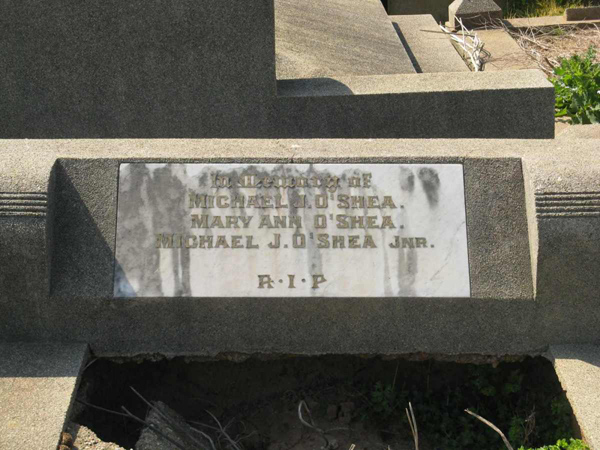 In Memory of
MICHAEL J. O'SHEA.
MARY ANN O'SHEA.
MICHAEL J. O'SHEA JNR.
R·I·P